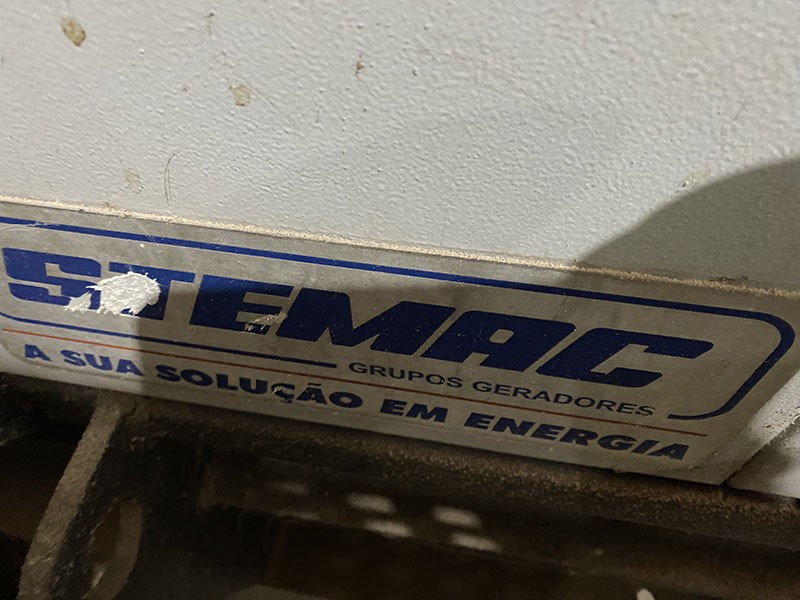 STEMAC
GRUPOS GERADORES
A SUA SOLUÇÃO EM ENERGIA